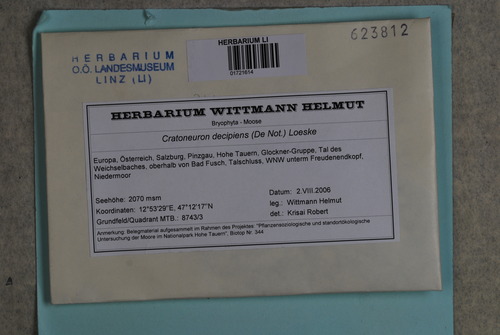 HERBARIUM
O.Ö. LANDESMUSEUM
LINZ (LI)
HERBARIUM LI
01721614
623812
HERBARIUM WITTMANN HELMUT
Bryophyta - Moose
Cratoneuron decipiens (De Not.) Loeske
Europa, Österreich, Salzburg, Pinzgau, Hohe Tauern, Glockner-Gruppe, Tal des
Weichselbaches, oberhalb von Bad Fusch, Talschluss, WNW unterm Freudenendkopf,
Niedermoor
Seehöhe: 2070 msm
Datum: 2.VIII.2006
Koordinaten: 12°53'29"E, 47°12'17"N
leg.: Wittmann Helmut
Grundfeld/Quadrant MTB.: 8743/3
det.: Krisai Robert
Anmerkung: Belegmaterial aufgesammelt im Rahmen des Projektes: "Pflanzensoziologische und standortökologische
Untersuchung der Moore im Nationalpark Hohe Tauern", Biotop Nr. 344